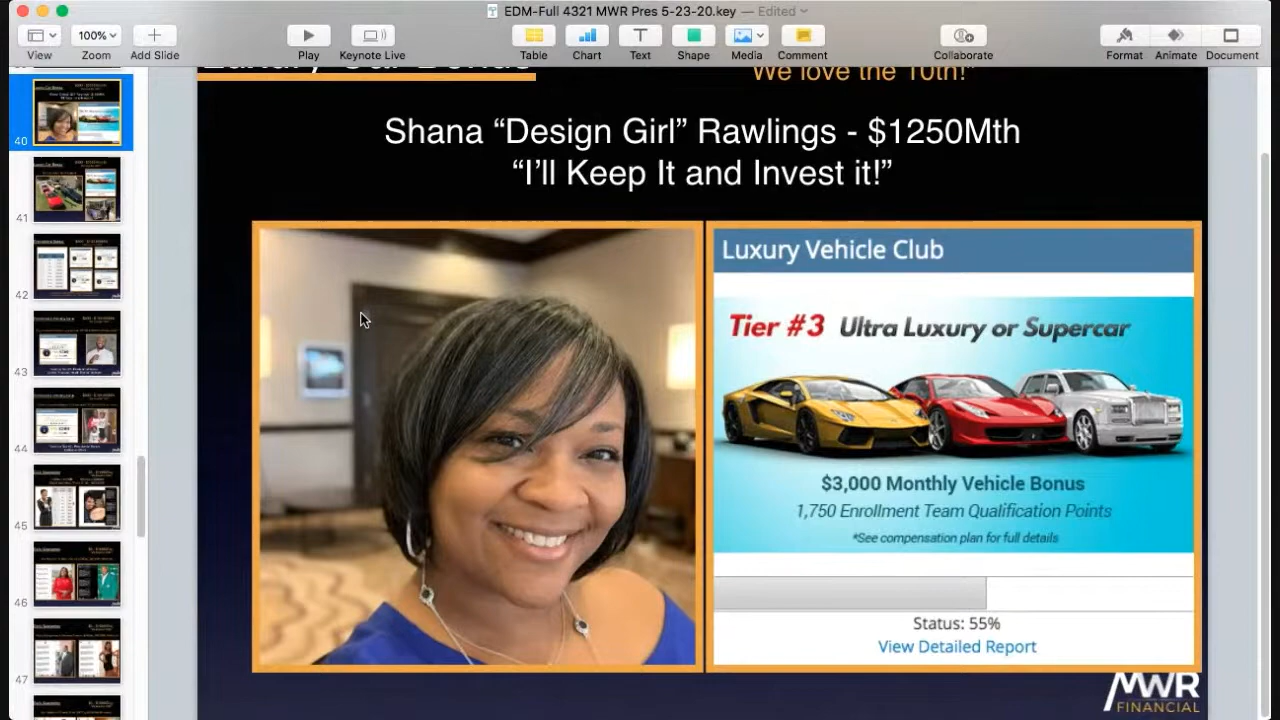 EDM-Full 4321 MWR Pres 5-23-20.key — Edited
100%
View
Zoom
Add Slide
Play
Keynote Live
Table
Chart
Text
Shape
Media
Comment
Collaborate
Format
Animate
Document
Luxury Car Bonus
We love the 10th!"
Shana “Design Girl” Rawlings - $1250Mth
“I’ll Keep It and Invest it!”
Luxury Vehicle Club
Tier #3 Ultra Luxury or Supercar
$3,000 Monthly Vehicle Bonus
1,750 Enrollment Team Qualification Points
*See compensation plan for full details
Status: 55%
View Detailed Report
MWR
FINANCIAL
40
41
42
43
44
45
46
47